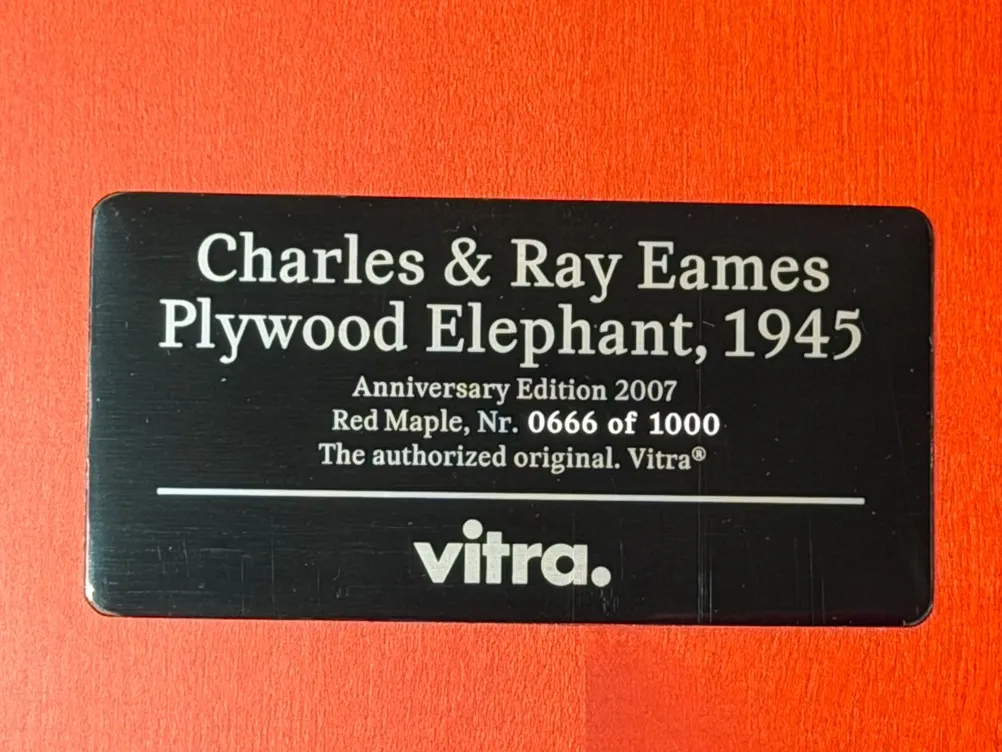 Charles & Ray Eames
Plywood Elephant, 1945
Anniversary Edition 2007
Red Maple, Nr. 0666 of 1000
The authorized original. Vitra®
vitra.